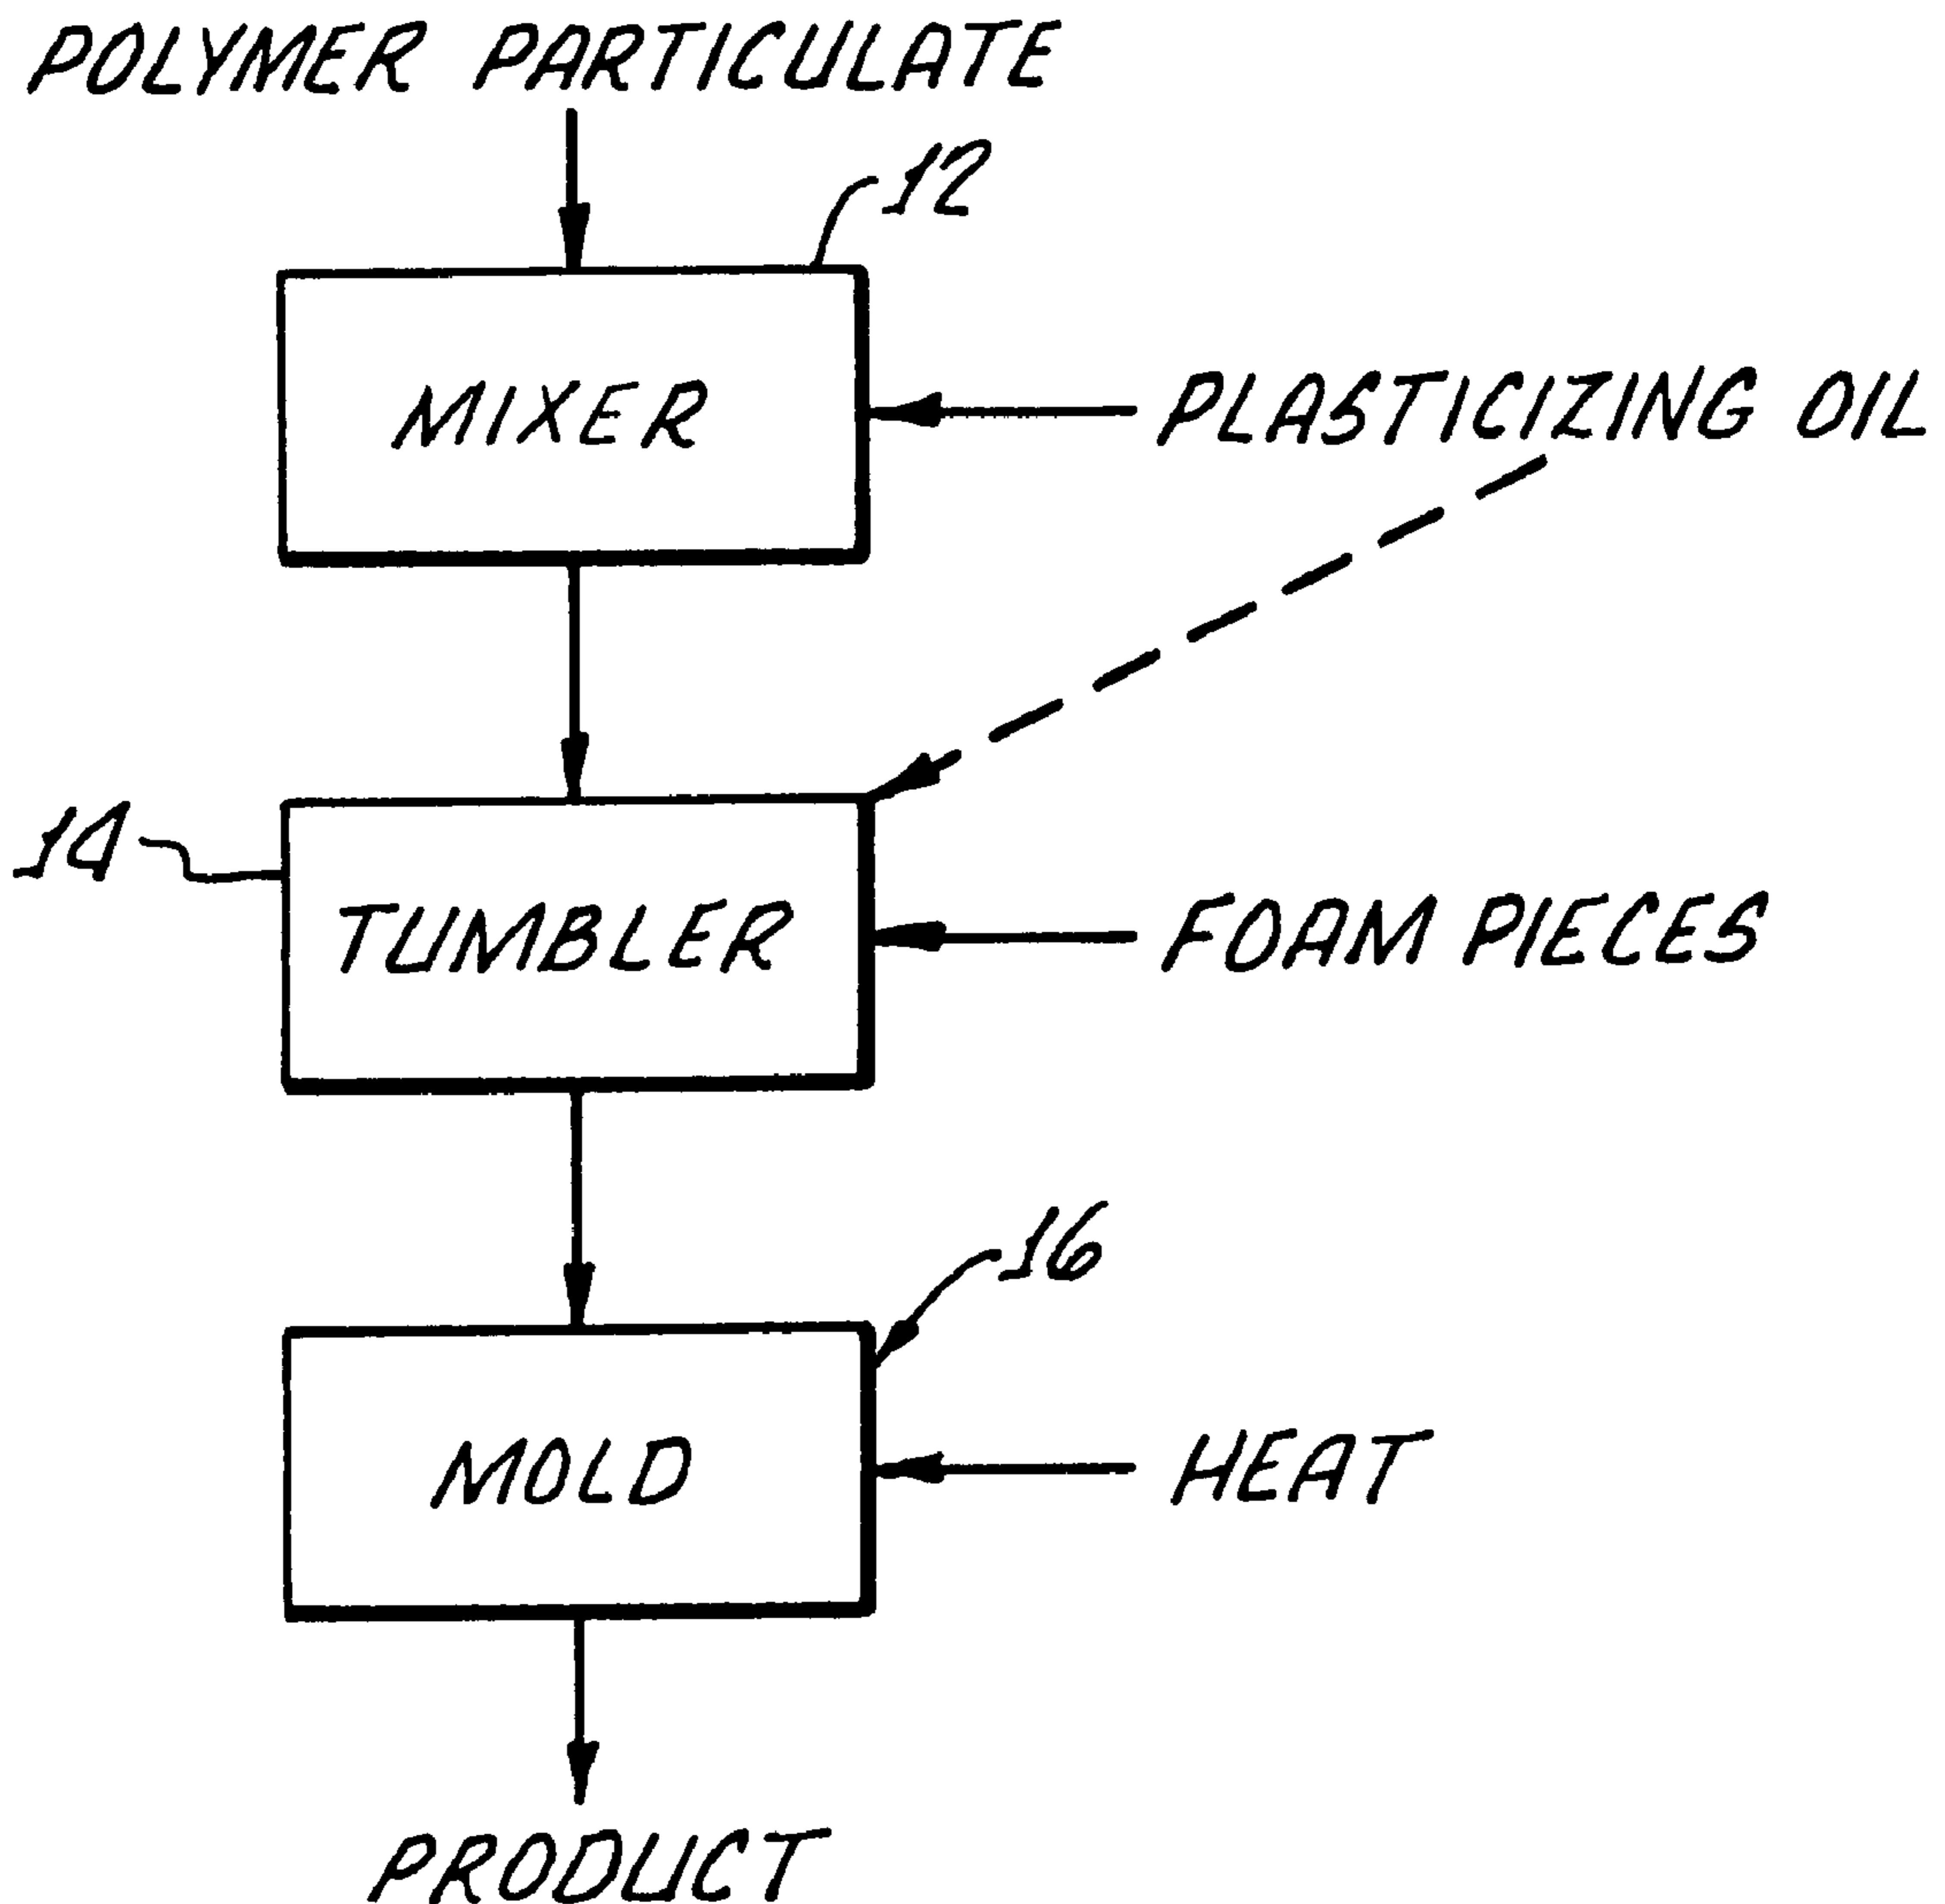 POLYMER PARTICULATE
12
MIXER
PLASTICIZING OIL
14
TUMBLER
FOAM PIECES
16
MOLD
HEAT
PRODUCT